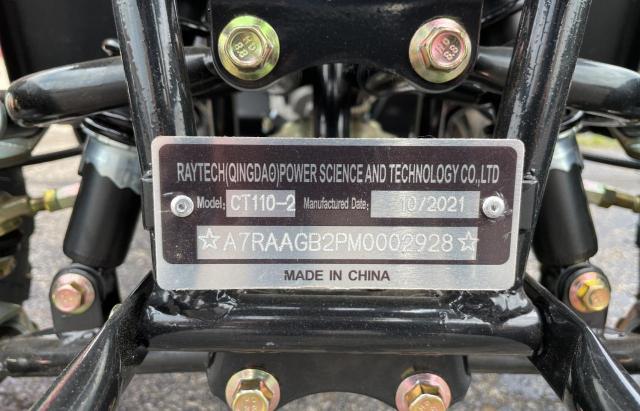 RAYTECH(QINGDAO)POWER SCIENCE AND TECHNOLOGY CO.,LTD
Model: CT110-2 Manufactured Date: 10/2021
☆A7RAAGB2PM0002928☆
MADE IN CHINA